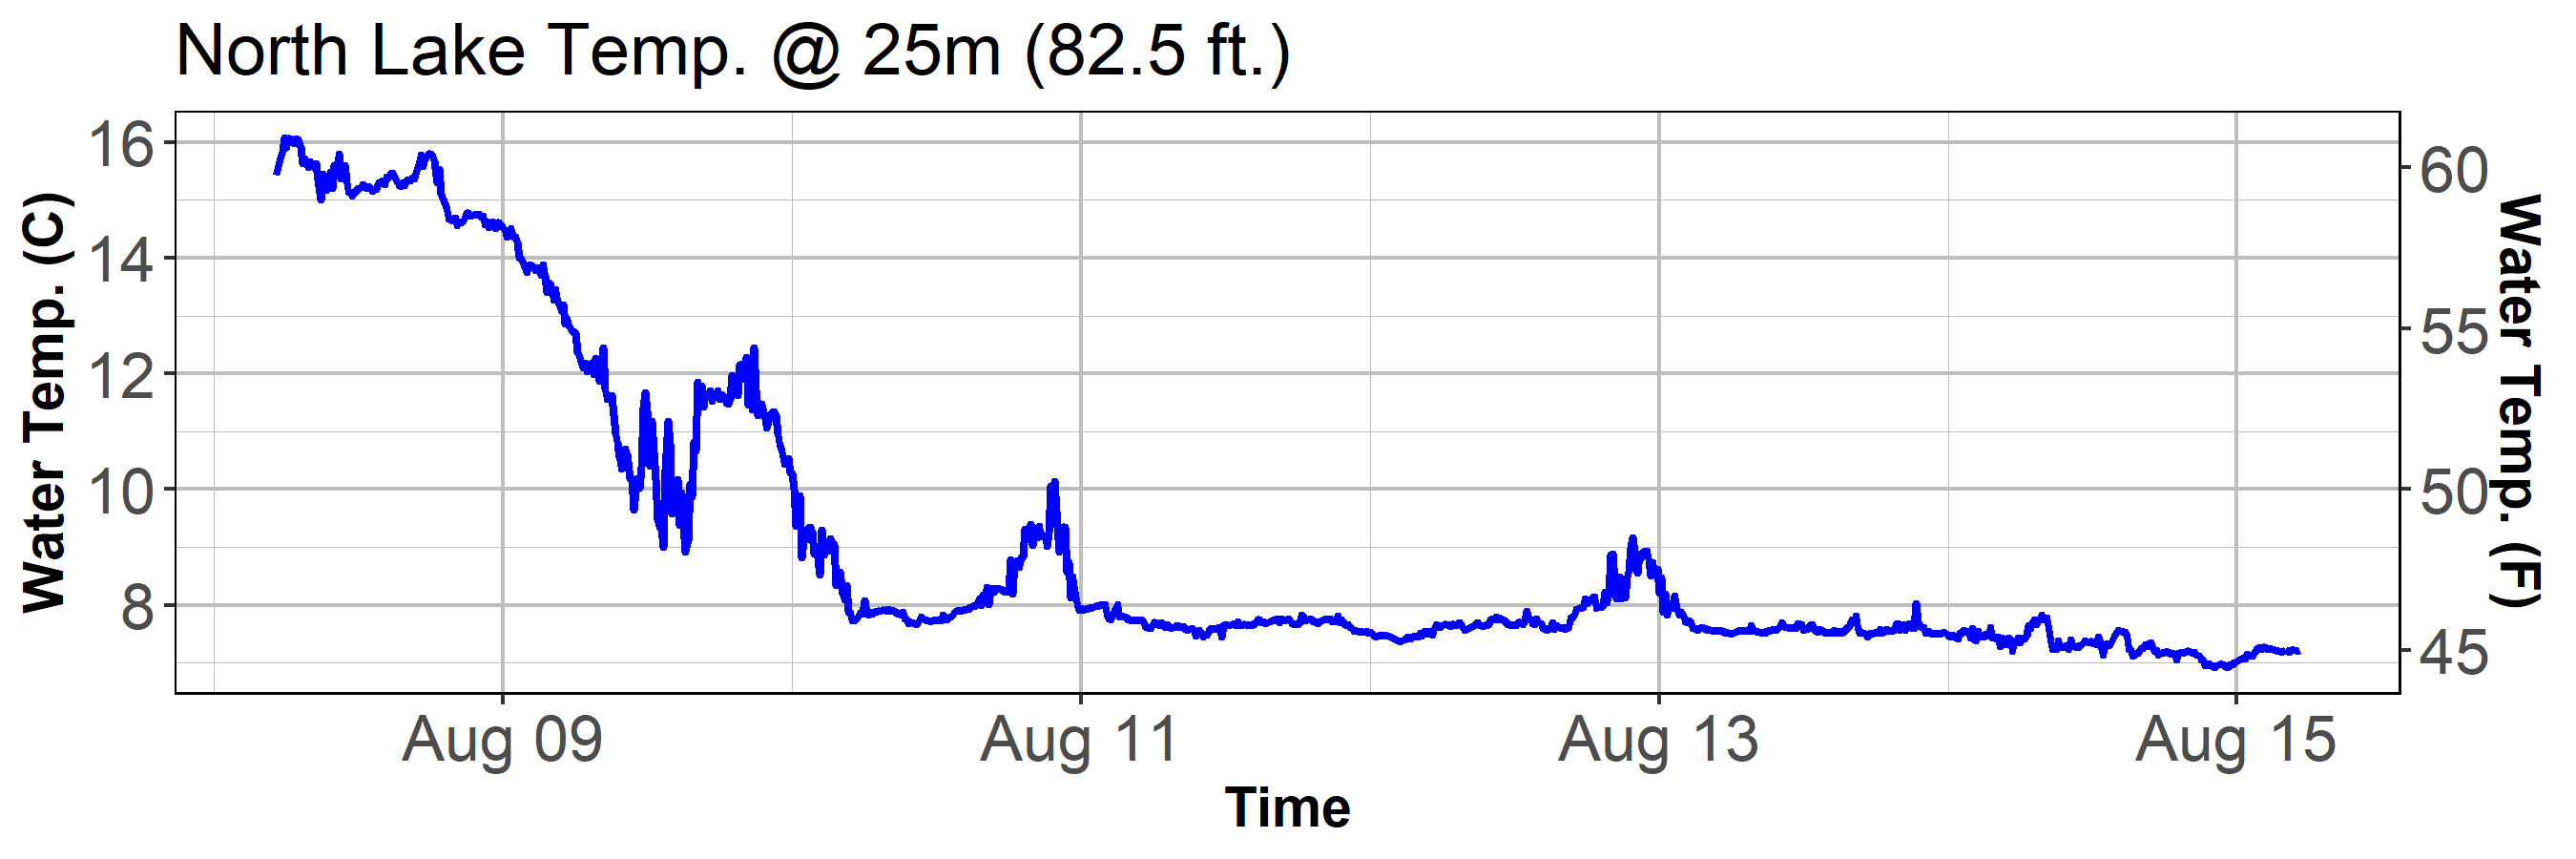 North Lake Temp. @ 25m (82.5 ft.)
Water Temp. (C)
16
14
12
10
8
60
55
50
45
Water Temp. (F)
Aug 09
Aug 11
Aug 13
Aug 15
Time